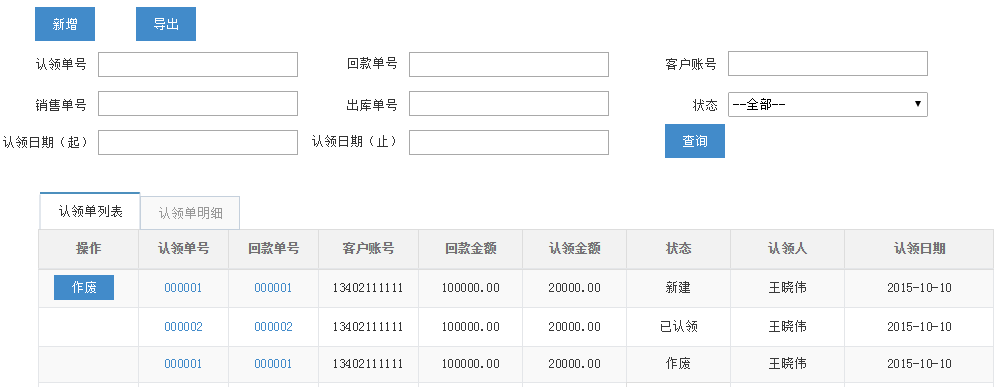 新增 导出
认领单号 回款单号 客户账号
销售单号 出库单号 状态 --全部--
认领日期（起） 认领日期（止） 查询
认领单列表 认领单明细
操作 认领单号 回款单号 客户账号 回款金额 认领金额 状态 认领人 认领日期
作废 000001 000001 13402111111 100000.00 20000.00 新建 王晓伟 2015-10-10
000002 000002 13402111111 100000.00 20000.00 已认领 王晓伟 2015-10-10
000001 000001 13402111111 100000.00 20000.00 作废 王晓伟 2015-10-10